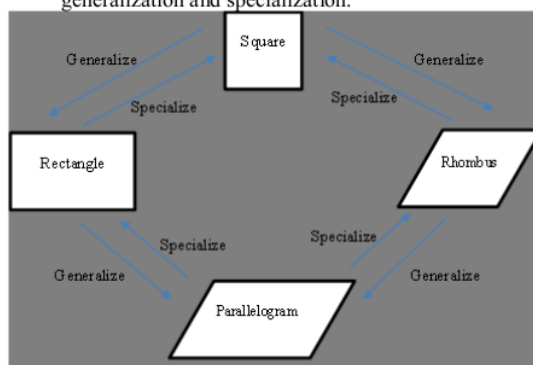 generalization and specialization.
Square
Generalize
Generalize
Specialize
Specialize
Rectangle
Rhombus
Specialize
Specialize
Generalize
Generalize
Parallelogram